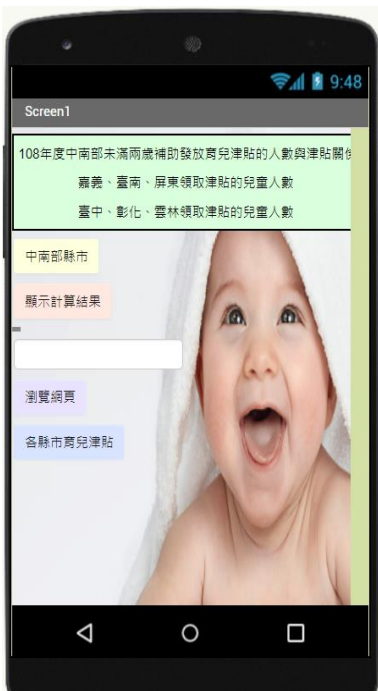 9:48
Screen1
108年度中南部未滿兩歲補助發放育兒津貼的人數與津貼關係
嘉義、臺南、屏東領取津貼的兒童人數
臺中、彰化、雲林領取津貼的兒童人數
中南部縣市
顯示計算結果
瀏覽網頁
各縣市育兒津貼